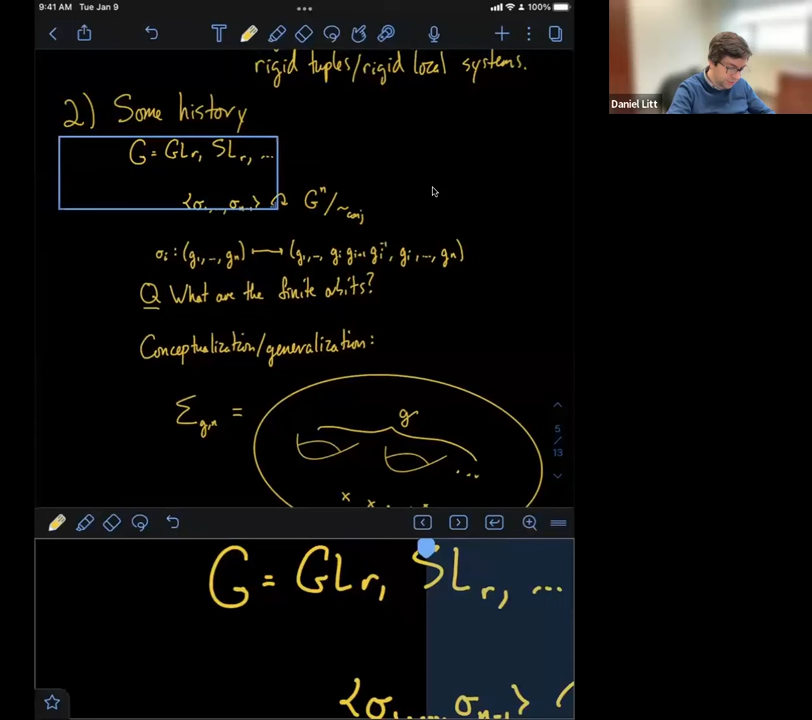 9:41 AM Tue Jan 9
100%
rigid tuples/rigid local systems.
2) Some history
G = GLr, SLr, ...
<σ1, ..., σn-1> ↻ G^n/~conj
σi : (g1, ..., gn) ⟼ (g1, ..., gi gi+1 gi^-1, gi, ..., gn)
Q What are the finite orbits?
Conceptualization/generalization:
Σg,n =
g
...
x x
5
/
13
G = GLr, SLr, ...
<σ1, ..., σn-1>
Daniel Litt